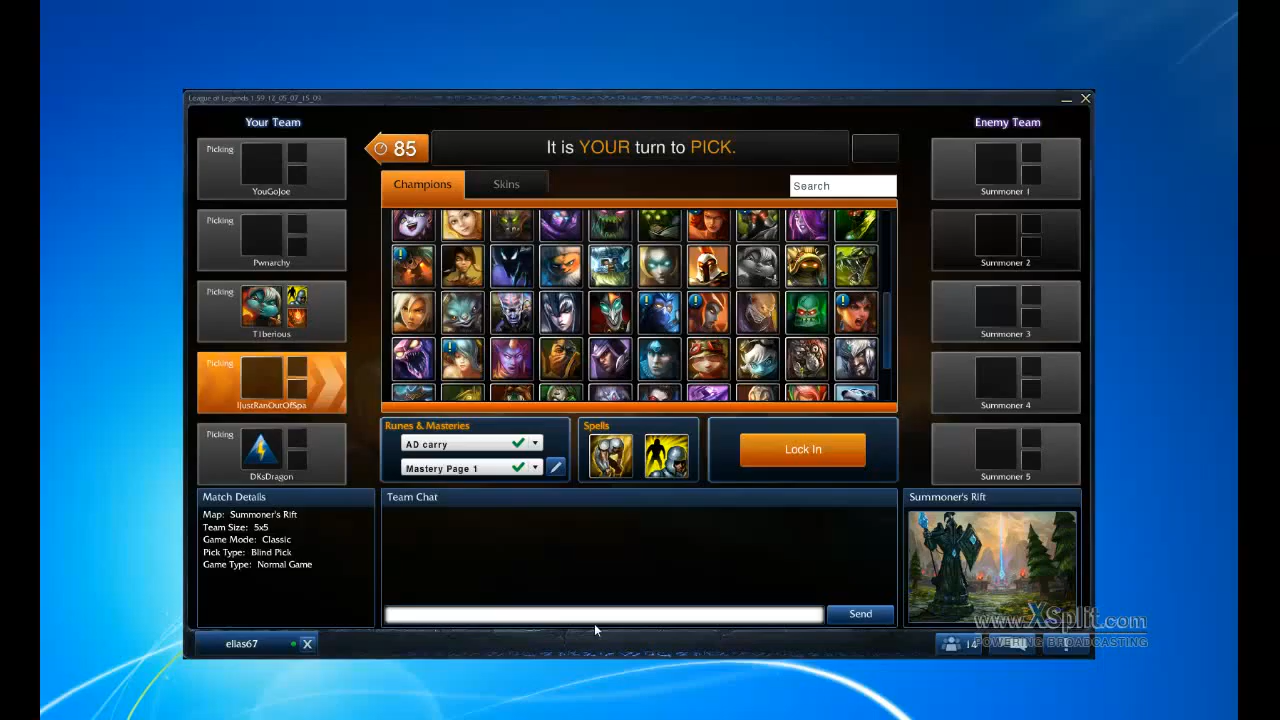 League of Legends 1.59.12_05_07_15_09
Your Team
Enemy Team
85
It is YOUR turn to PICK.
Champions
Skins
Search
Picking
YouGoJoe
Picking
Pwnarchy
Picking
T1berious
Picking
IJustRanOutOfSpa
Picking
DKsDragon
Summoner 1
Summoner 2
Summoner 3
Summoner 4
Summoner 5
Runes & Masteries
AD carry
Mastery Page 1
Spells
Lock In
Match Details
Map: Summoner's Rift
Team Size: 5x5
Game Mode: Classic
Pick Type: Blind Pick
Game Type: Normal Game
Team Chat
Send
Summoner's Rift
elias67
14
www.XSplit.com
POWERING BROADCASTING